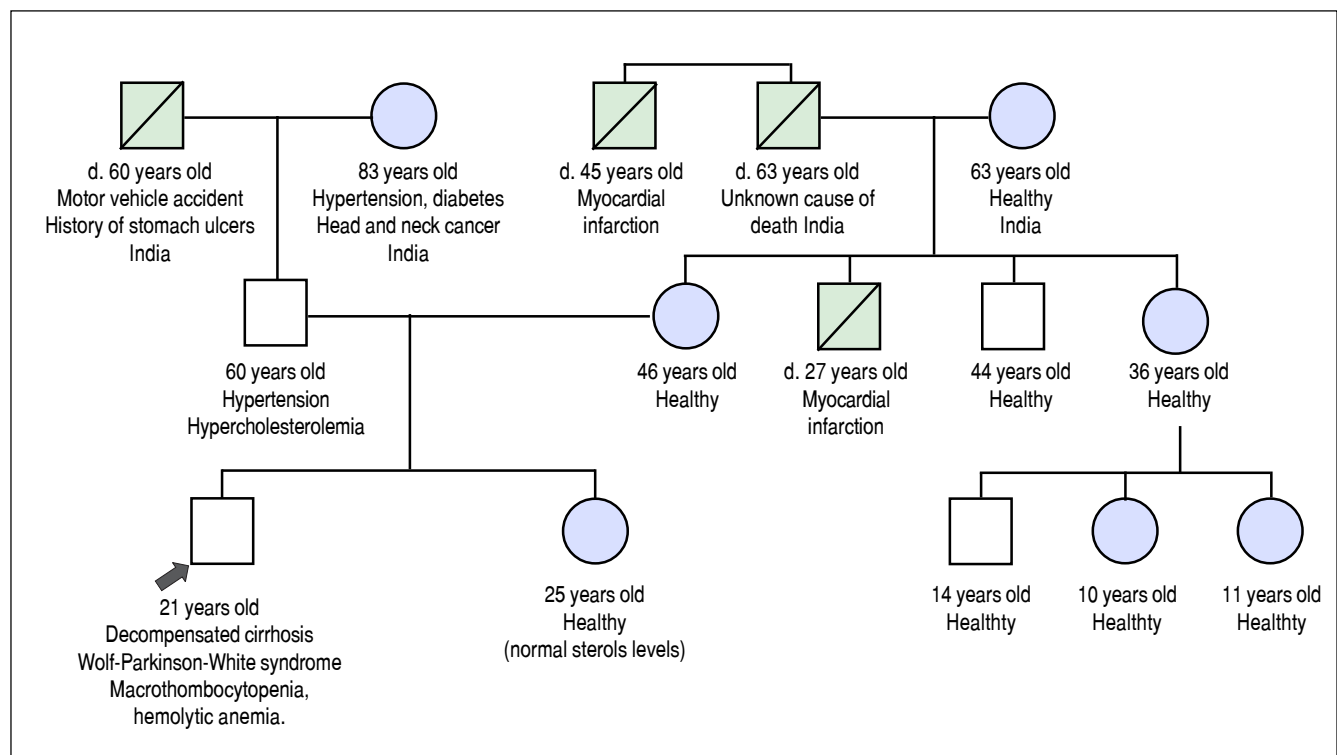 d. 60 years old
Motor vehicle accident
History of stomach ulcers
India
83 years old
Hypertension, diabetes
Head and neck cancer
India
d. 45 years old
Myocardial
infarction
d. 63 years old
Unknown cause of
death India
63 years old
Healthy
India
60 years old
Hypertension
Hypercholesterolemia
46 years old
Healthy
d. 27 years old
Myocardial
infarction
44 years old
Healthy
36 years old
Healthy
21 years old
Decompensated cirrhosis
Wolf-Parkinson-White syndrome
Macrothombocytopenia,
hemolytic anemia.
25 years old
Healthy
(normal sterols levels)
14 years old
Healthty
10 years old
Healthty
11 years old
Healthty